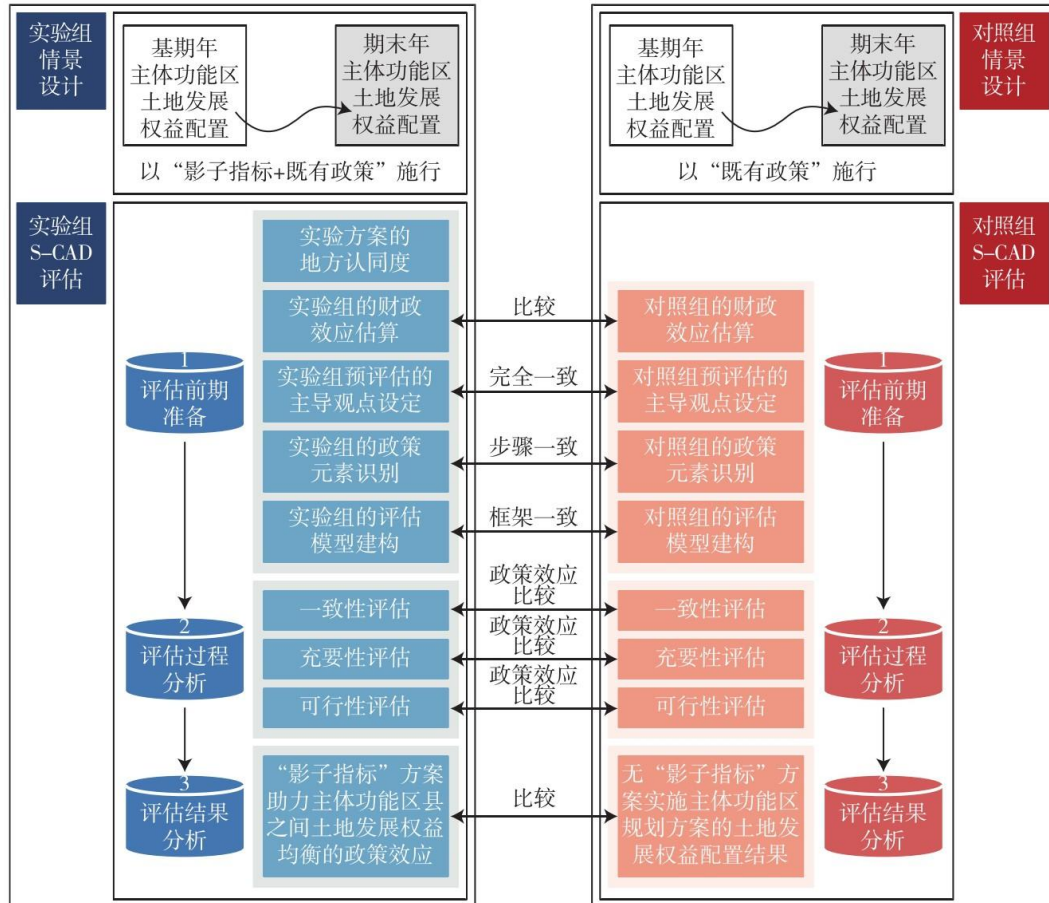 实验组
情景
设计
基期年
主体功能区
土地发展
权益配置
期末年
主体功能区
土地发展
权益配置
以“影子指标+既有政策”施行
基期年
主体功能区
土地发展
权益配置
期末年
主体功能区
土地发展
权益配置
以“既有政策”施行
对照组
情景
设计
实验组
S-CAD
评估
对照组
S-CAD
评估
1
评估前期
准备
实验方案的
地方认同度
实验组的财政
效应估算
比较
对照组的财政
效应估算
实验组预评估的
主导观点设定
完全一致
对照组预评估的
主导观点设定
实验组的政策
元素识别
步骤一致
对照组的政策
元素识别
实验组的评估
模型建构
框架一致
对照组的评估
模型建构
1
评估前期
准备
2
评估过程
分析
一致性评估
政策效应
比较
一致性评估
充要性评估
政策效应
比较
充要性评估
可行性评估
政策效应
比较
可行性评估
2
评估过程
分析
3
评估结果
分析
“影子指标”方案
助力主体功能区县
之间土地发展权益
均衡的政策效应
比较
无“影子指标”方
案实施主体功能区
规划方案的土地发
展权益配置结果
3
评估结果
分析